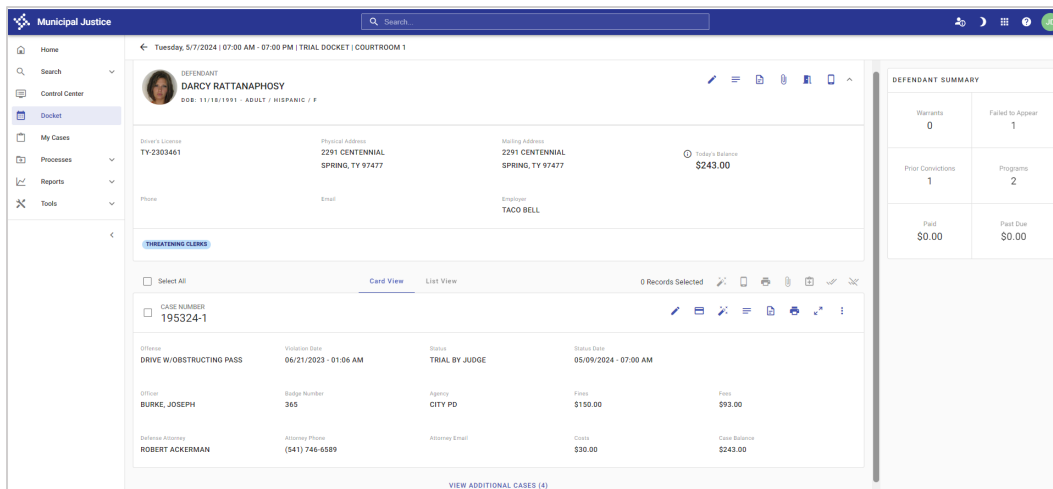 Municipal Justice
Search...
Home
Search
Control Center
Docket
My Cases
Processes
Reports
Tools
Tuesday, 5/7/2024 | 07:00 AM - 07:00 PM | TRIAL DOCKET | COURTROOM 1
DEFENDANT
DARCY RATTANAPHOSY
DOB: 11/18/1991 - ADULT / HISPANIC / F
Driver's License Physical Address Mailing Address Today's Balance
TY-2303461 2291 CENTENNIAL 2291 CENTENNIAL $243.00
SPRING, TY 97477 SPRING, TY 97477
Phone Email Employer
TACO BELL
THREATENING CLERKS
Select All Card View List View 0 Records Selected
CASE NUMBER
195324-1
Offense Violation Date Status Status Date
DRIVE W/OBSTRUCTING PASS 06/21/2023 - 01:06 AM TRIAL BY JUDGE 05/09/2024 - 07:00 AM
Officer Badge Number Agency Fines Fees
BURKE, JOSEPH 365 CITY PD $150.00 $93.00
Defense Attorney Attorney Phone Attorney Email Costs Case Balance
ROBERT ACKERMAN (541) 746-6589 $30.00 $243.00
VIEW ADDITIONAL CASES (4)
DEFENDANT SUMMARY
Warrants Failed to Appear
0 1
Prior Convictions Programs
1 2
Paid Past Due
$0.00 $0.00